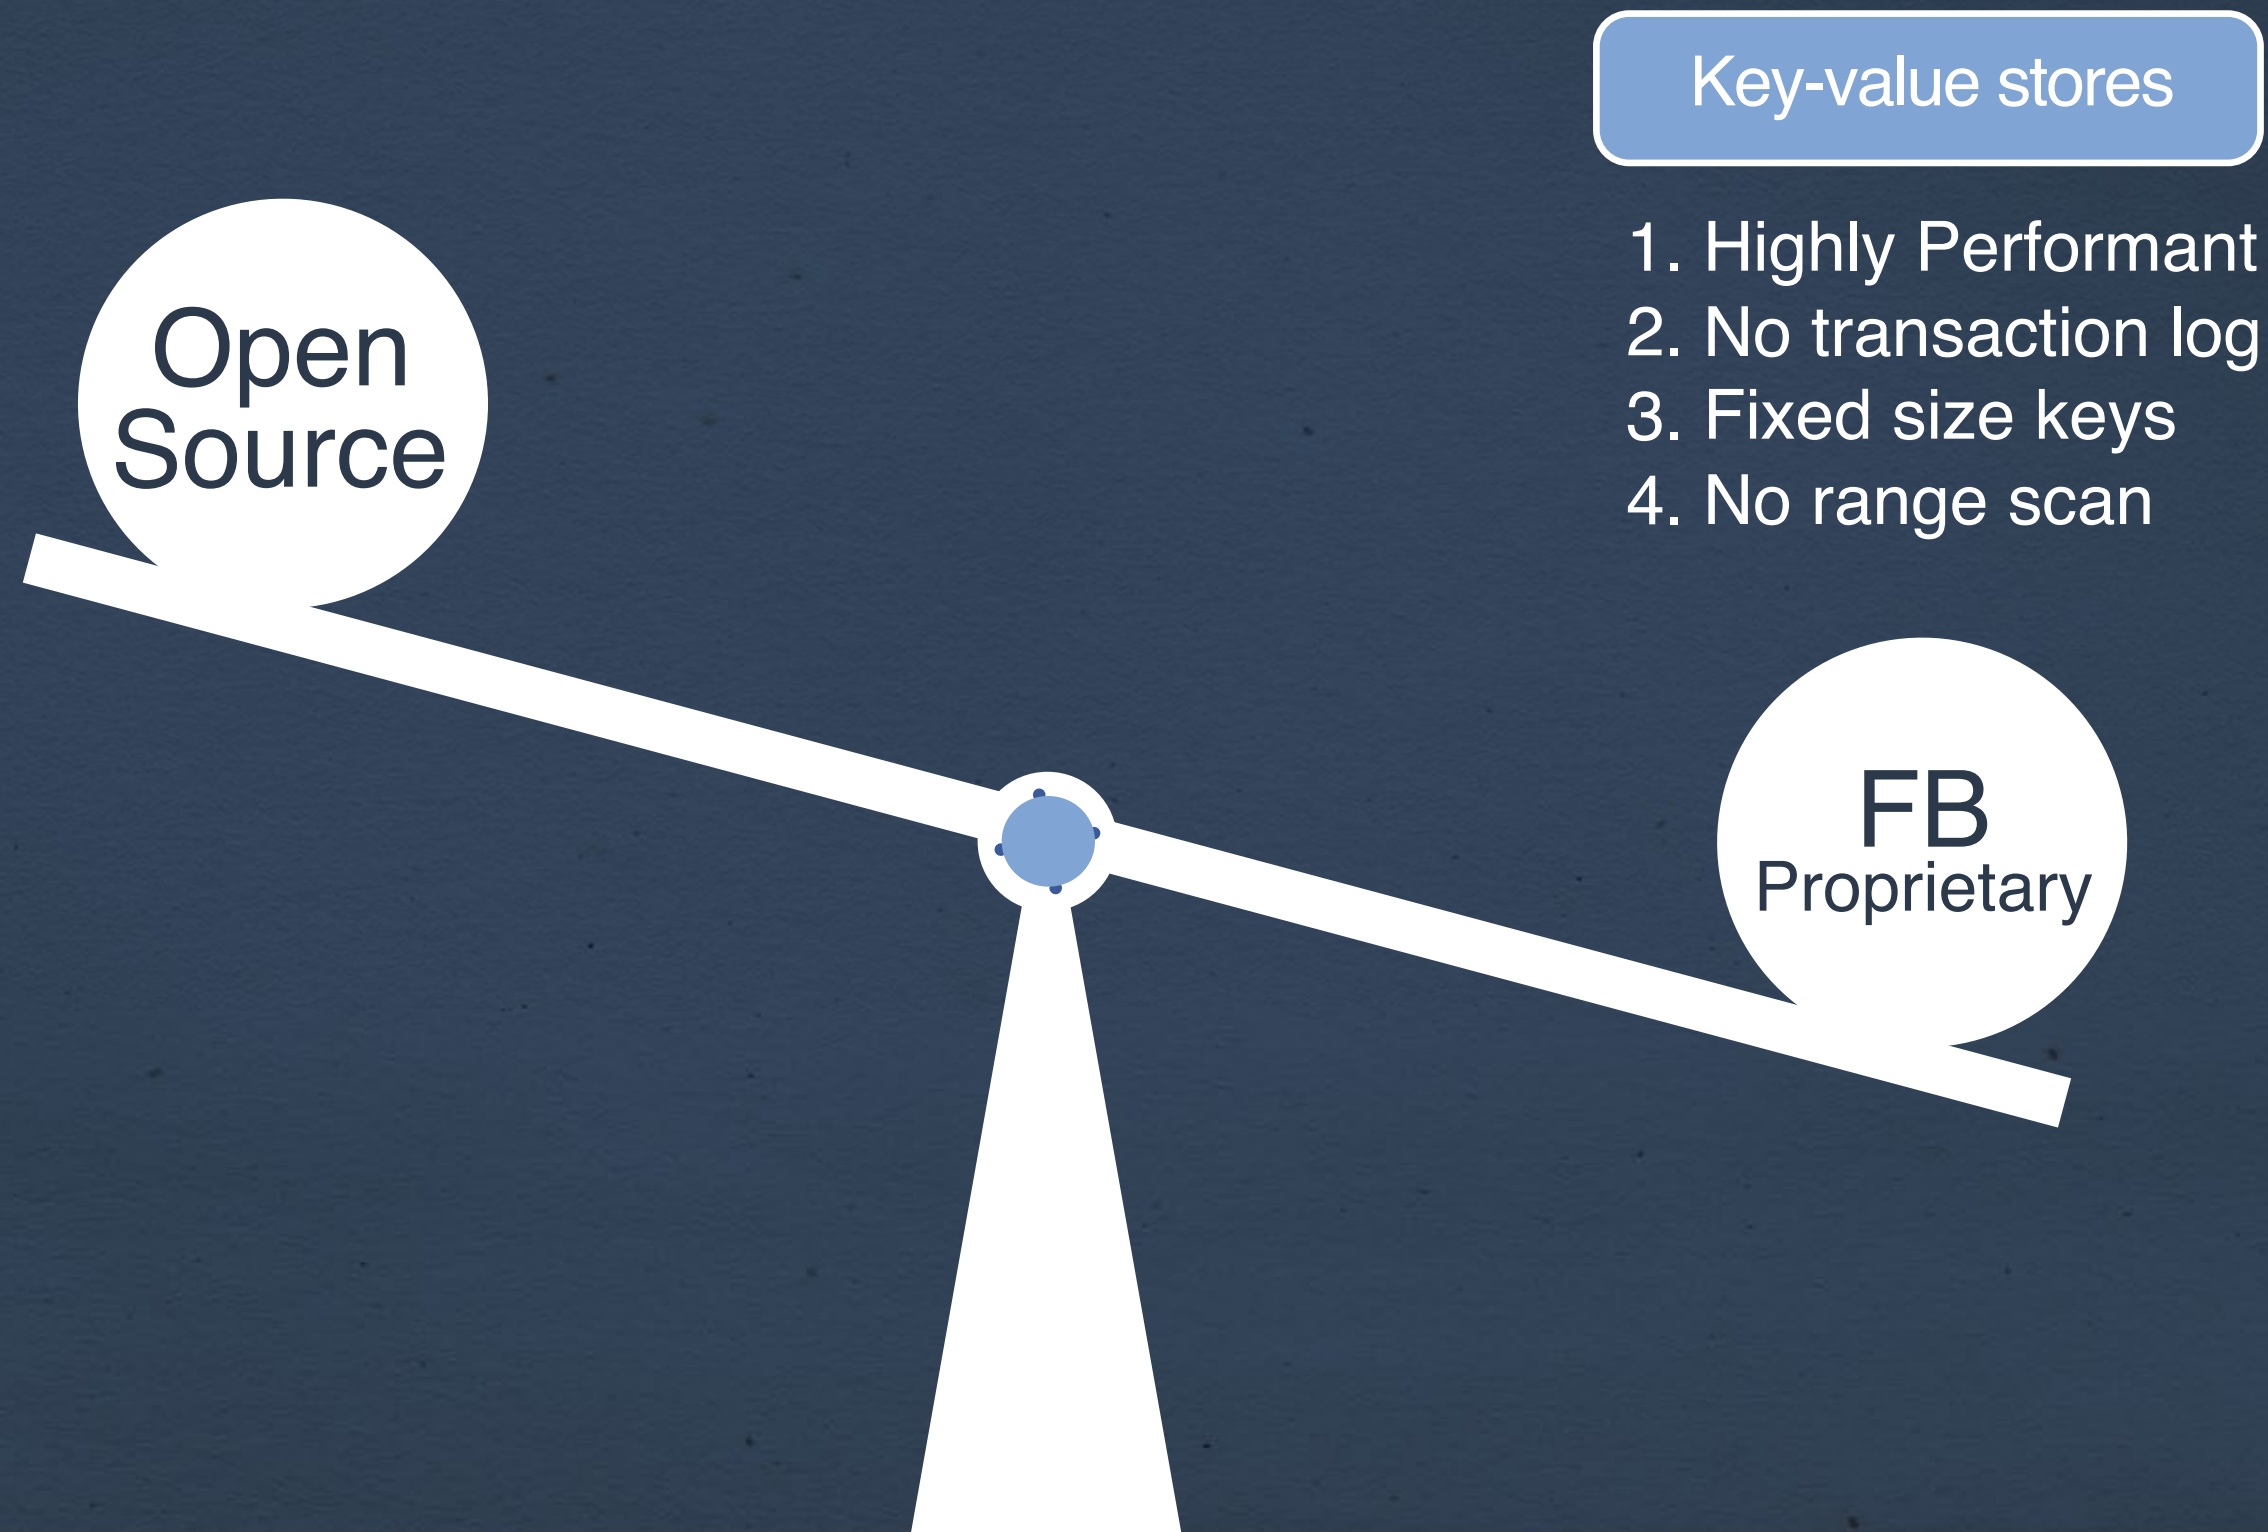 Key-value stores
1. Highly Performant
2. No transaction log
3. Fixed size keys
4. No range scan
Open
Source
FB
Proprietary